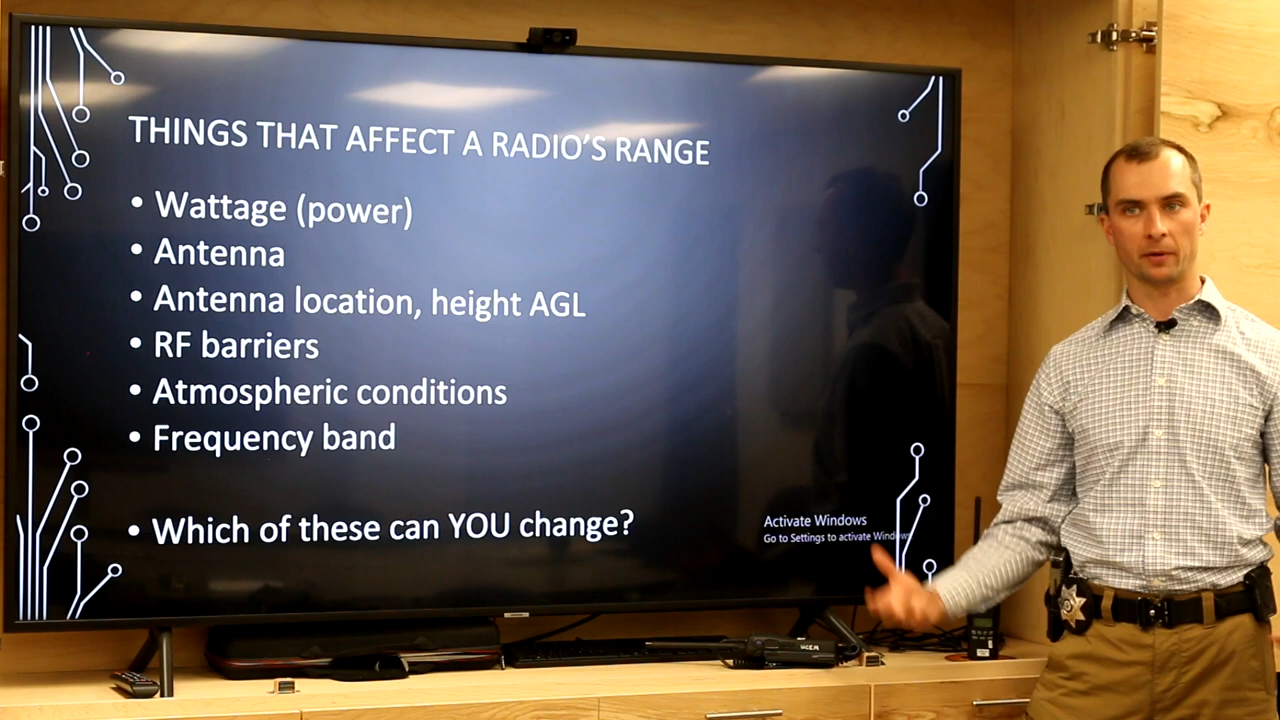 THINGS THAT AFFECT A RADIO'S RANGE
• Wattage (power)
• Antenna
• Antenna location, height AGL
• RF barriers
• Atmospheric conditions
• Frequency band
• Which of these can YOU change?
Activate Windows
Go to Settings to activate Windows